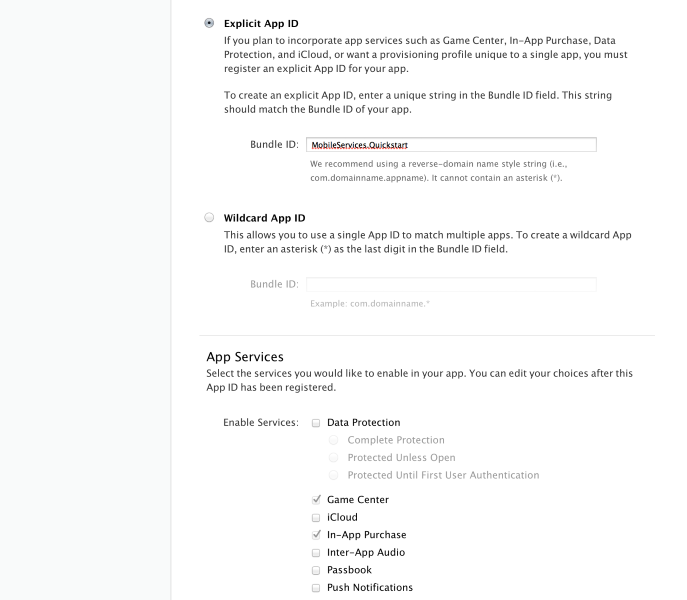 Explicit App ID
If you plan to incorporate app services such as Game Center, In-App Purchase, Data
Protection, and iCloud, or want a provisioning profile unique to a single app, you must
register an explicit App ID for your app.
To create an explicit App ID, enter a unique string in the Bundle ID field. This string
should match the Bundle ID of your app.
Bundle ID: MobileServices.Quickstart
We recommend using a reverse-domain name style string (i.e.,
com.domainname.appname). It cannot contain an asterisk (*).
Wildcard App ID
This allows you to use a single App ID to match multiple apps. To create a wildcard App
ID, enter an asterisk (*) as the last digit in the Bundle ID field.
Bundle ID:
Example: com.domainname.*
App Services
Select the services you would like to enable in your app. You can edit your choices after this
App ID has been registered.
Enable Services: Data Protection
Complete Protection
Protected Unless Open
Protected Until First User Authentication
Game Center
iCloud
In-App Purchase
Inter-App Audio
Passbook
Push Notifications